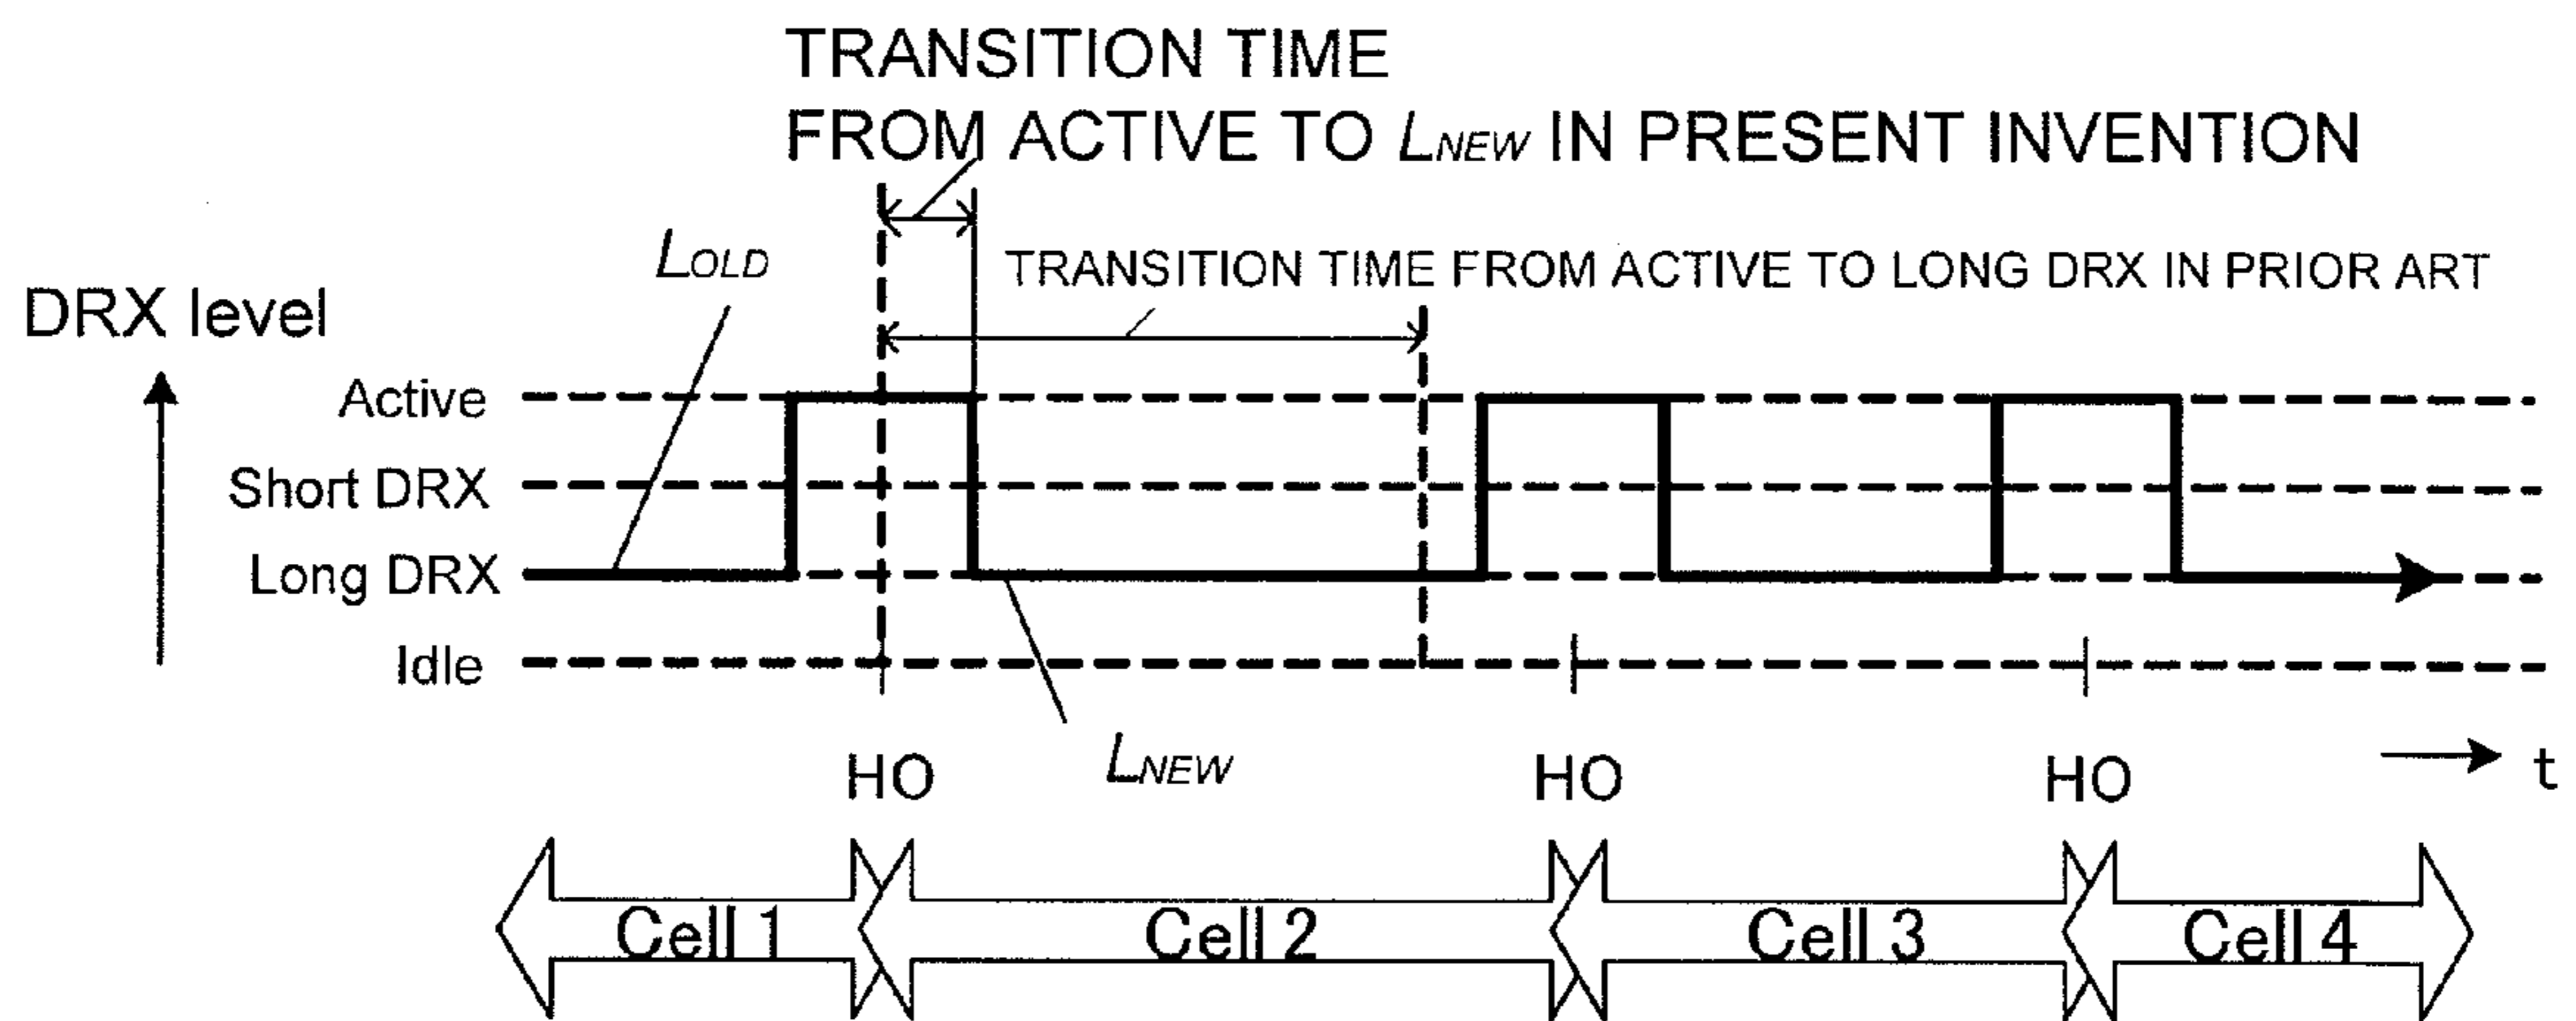 TRANSITION TIME
FROM ACTIVE TO LNEW IN PRESENT INVENTION
LOLD
TRANSITION TIME FROM ACTIVE TO LONG DRX IN PRIOR ART
DRX level
Active
Short DRX
Long DRX
Idle
LNEW
HO
HO
HO
t
Cell 1
Cell 2
Cell 3
Cell 4